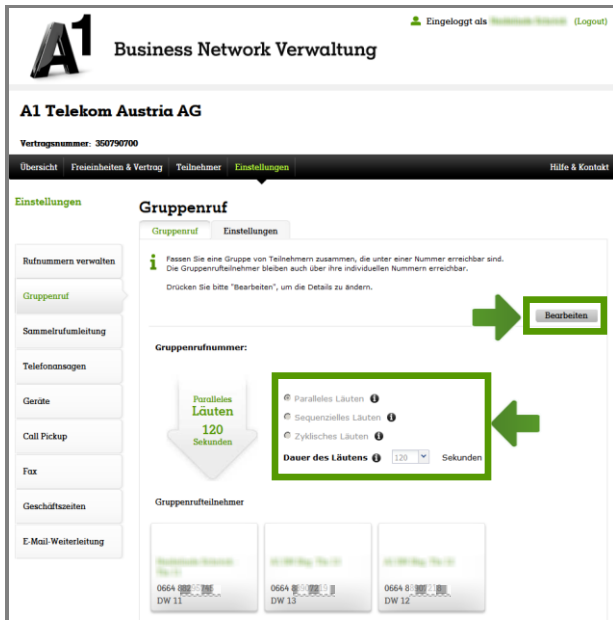 A1
Business Network Verwaltung
Eingeloggt als (Logout)
A1 Telekom Austria AG
Vertragsnummer: 350790700
Übersicht Freieinheiten & Vertrag Teilnehmer Einstellungen Hilfe & Kontakt
Einstellungen
Rufnummern verwalten
Gruppenruf
Sammelrufumleitung
Telefonansagen
Geräte
Call Pickup
Fax
Geschäftszeiten
E-Mail-Weiterleitung
Gruppenruf
Gruppenruf Einstellungen
i Fassen Sie eine Gruppe von Teilnehmern zusammen, die unter einer Nummer erreichbar sind.
Die Gruppenrufteilnehmer bleiben auch über ihre individuellen Nummern erreichbar.
Drücken Sie bitte "Bearbeiten", um die Details zu ändern.
Bearbeiten
Gruppenrufnummer:
Paralleles
Läuten
120
Sekunden
Paralleles Läuten i
Sequenzielles Läuten i
Zyklisches Läuten i
Dauer des Läutens i 120 Sekunden
Gruppenrufteilnehmer
0664
DW 11
0664
DW 13
0664
DW 12